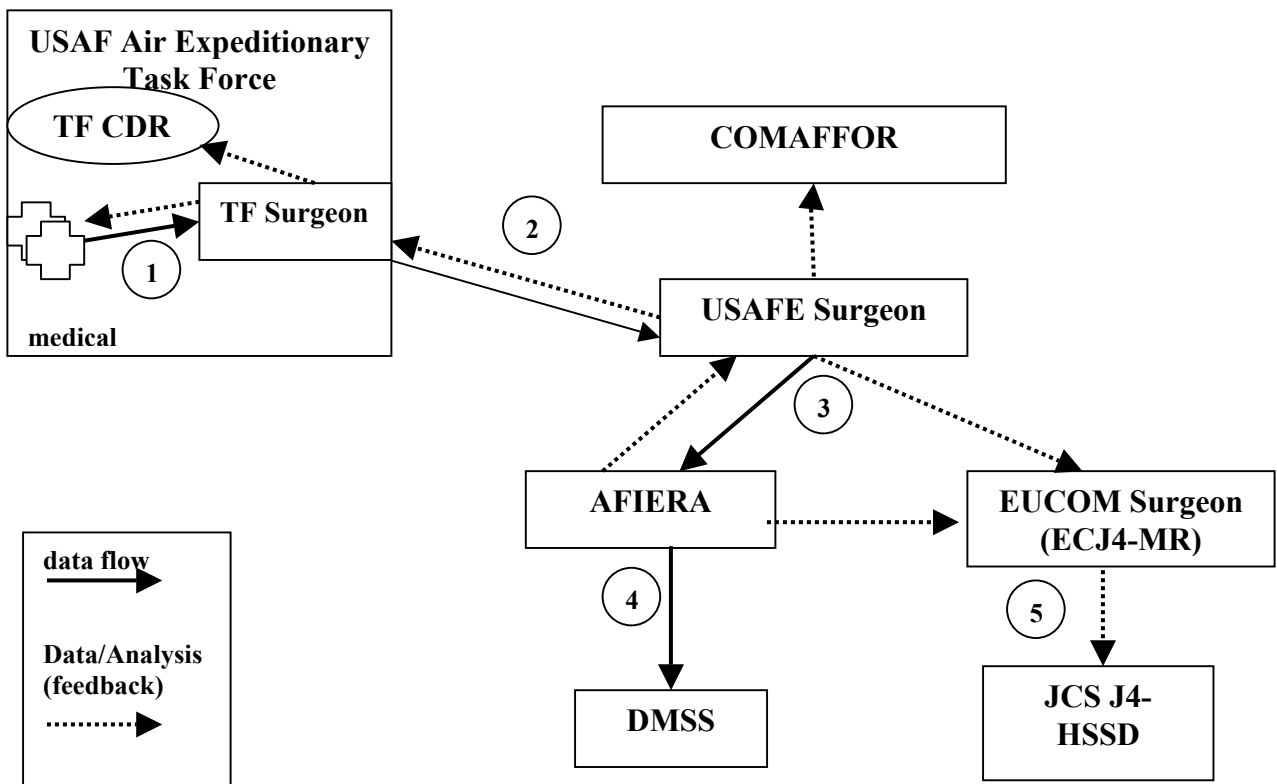 USAF Air Expeditionary
Task Force
TF CDR
TF Surgeon
1
medical
2
COMAFFOR
USAFE Surgeon
3
AFIERA
EUCOM Surgeon
(ECJ4-MR)
4
5
DMSS
JCS J4-
HSSD
data flow
Data/Analysis
(feedback)